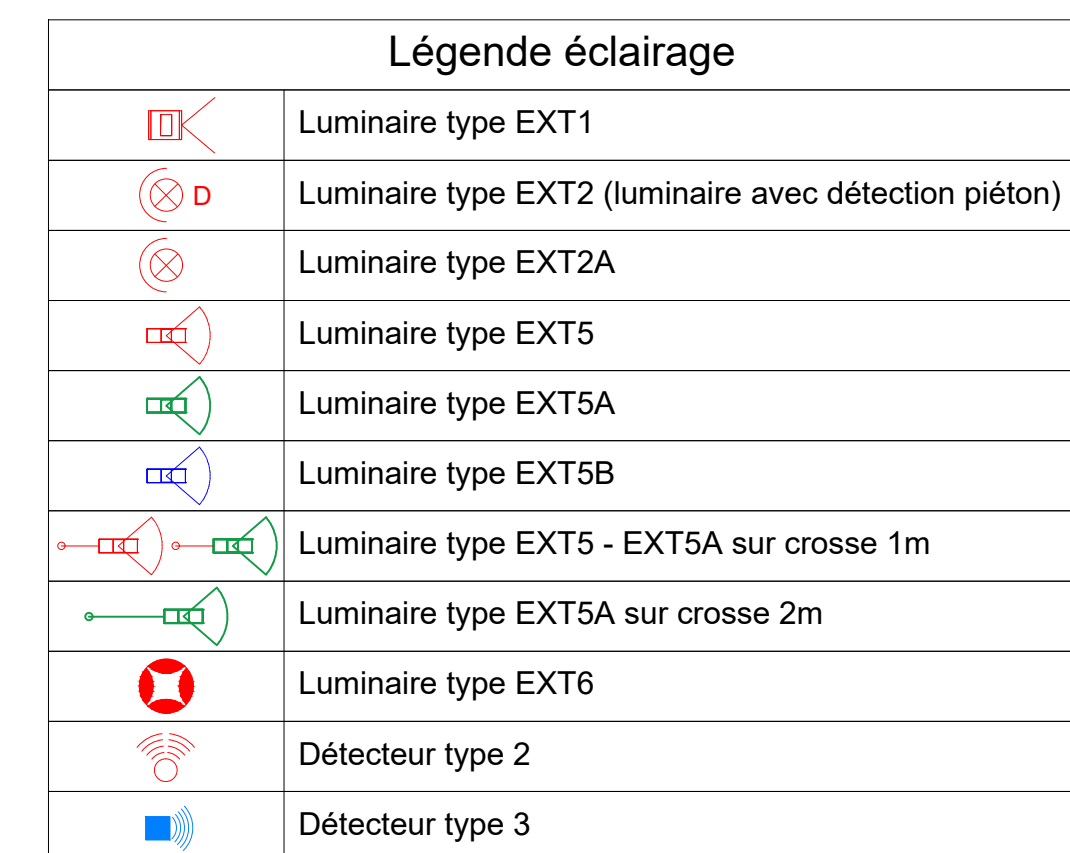 Légende éclairage
Luminaire type EXT1
D Luminaire type EXT2 (luminaire avec détection piéton)
Luminaire type EXT2A
Luminaire type EXT5
Luminaire type EXT5A
Luminaire type EXT5B
Luminaire type EXT5 - EXT5A sur crosse 1m
Luminaire type EXT5A sur crosse 2m
Luminaire type EXT6
Détecteur type 2
Détecteur type 3